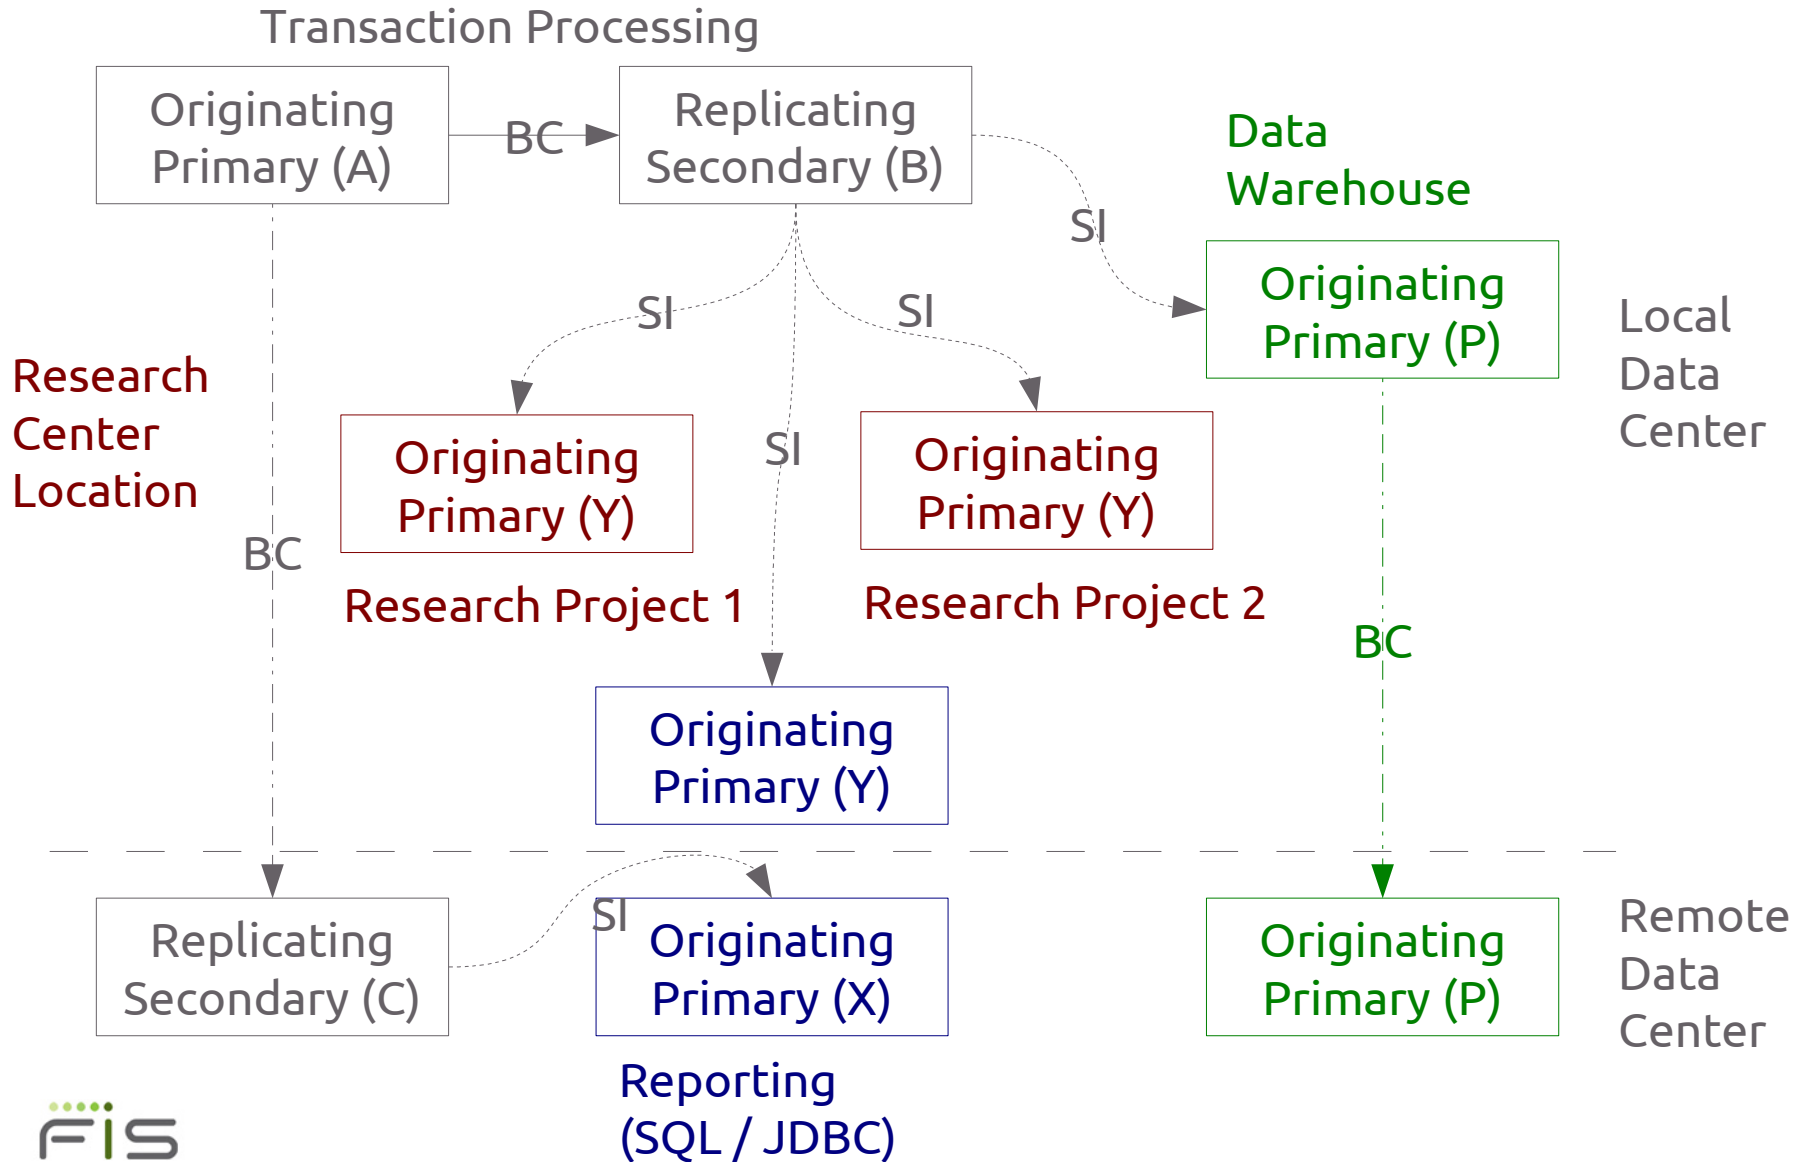 Transaction Processing
Originating
Primary (A)
BC
Replicating
Secondary (B)
Data
Warehouse
SI
Originating
Primary (P)
Local
Data
Center
SI
SI
Research
Center
Location
Originating
Primary (Y)
SI
Originating
Primary (Y)
BC
Research Project 1
Research Project 2
BC
Originating
Primary (Y)
Replicating
Secondary (C)
SI
Originating
Primary (X)
Originating
Primary (P)
Remote
Data
Center
Reporting
(SQL / JDBC)
FIS